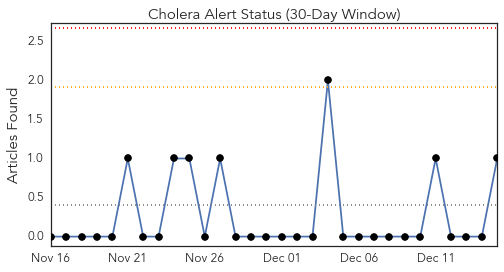 Cholera Alert Status (30-Day Window)
Articles Found
2.5
2.0
1.5
1.0
0.5
0.0
Nov 16 Nov 21 Nov 26 Dec 01 Dec 06 Dec 11